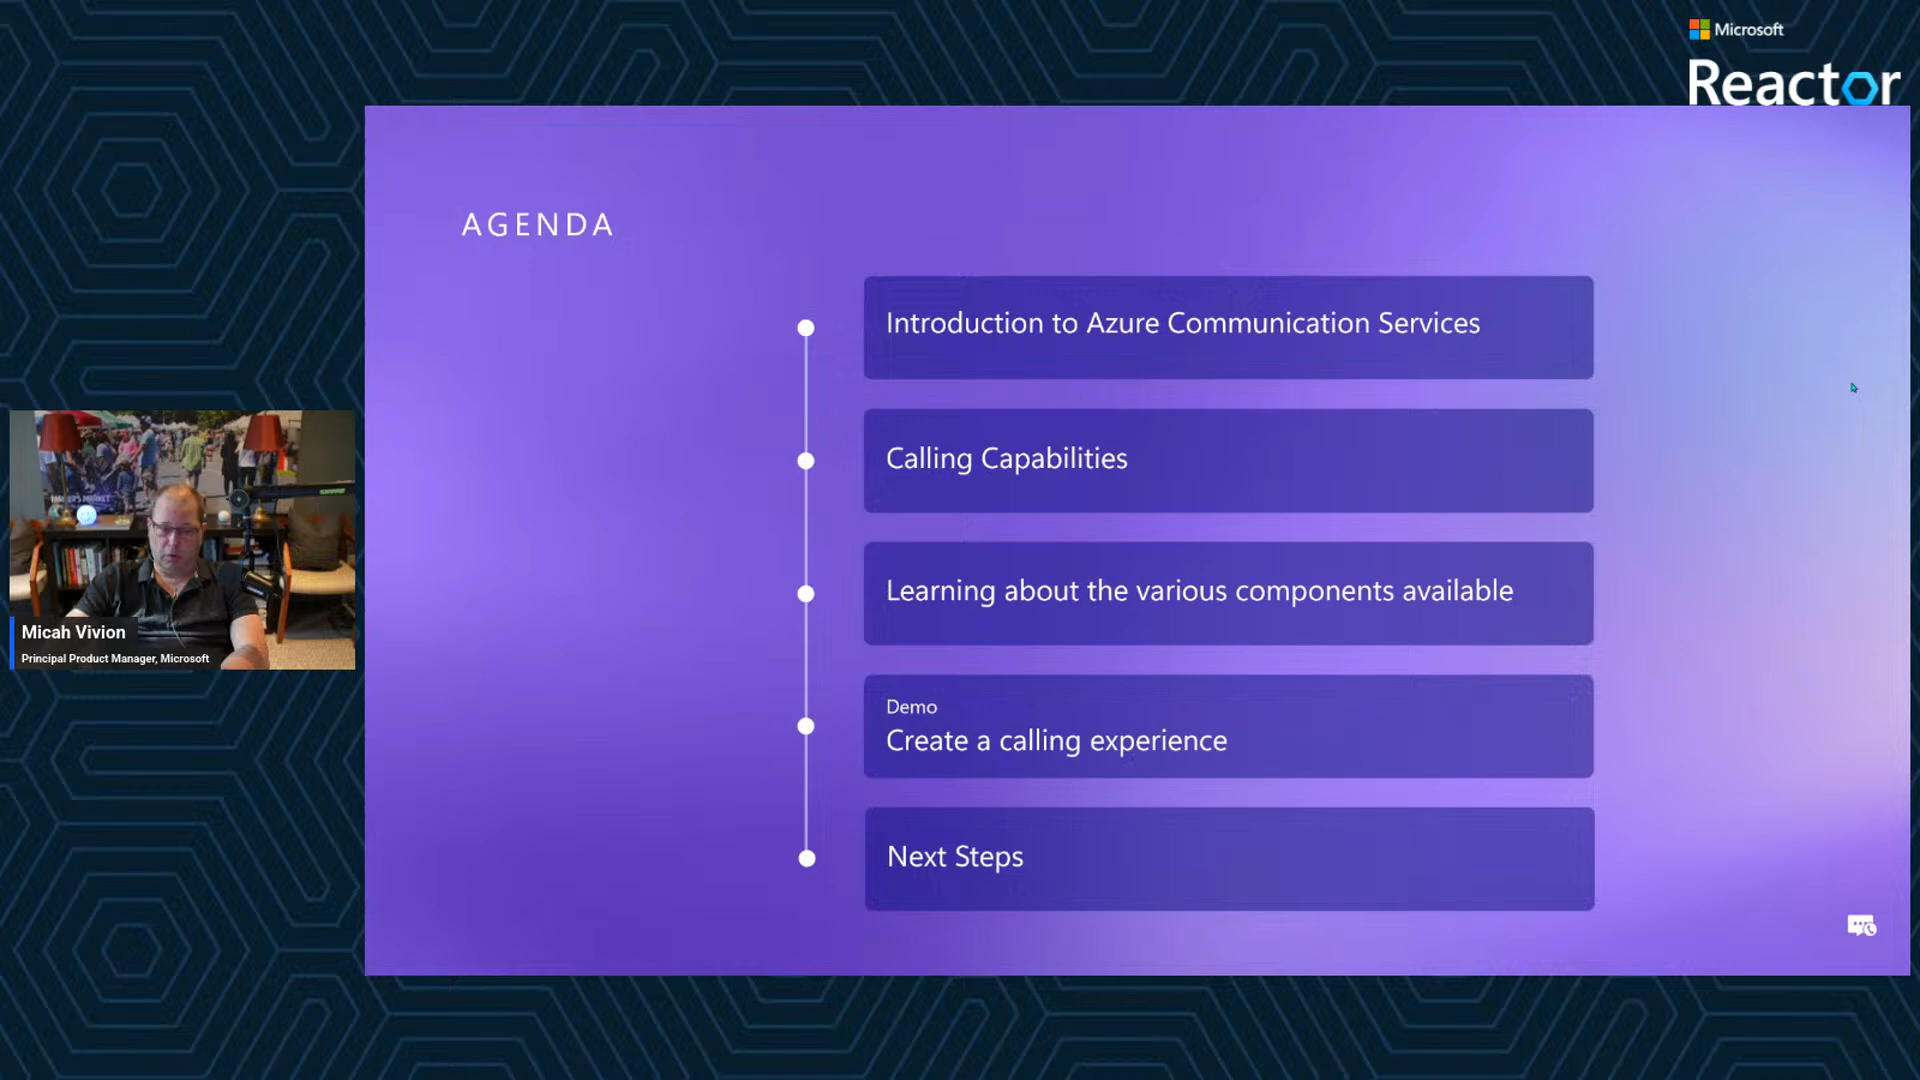 Microsoft
Reactor
AGENDA
Introduction to Azure Communication Services
Calling Capabilities
Learning about the various components available
Demo
Create a calling experience
Next Steps
Micah Vivion
Principal Product Manager, Microsoft